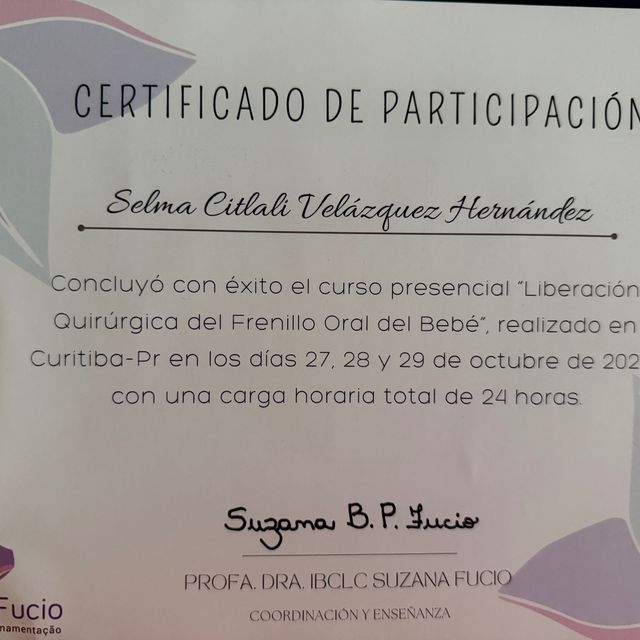 CERTIFICADO DE PARTICIPACIÓN
Selma Citlali Velázquez Hernández
Concluyó con éxito el curso presencial "Liberación
Quirúrgica del Frenillo Oral del Bebé", realizado en
Curitiba-Pr en los días 27, 28 y 29 de octubre de 202
con una carga horaria total de 24 horas.
Suzana B. P. Fucio
PROFA. DRA. IBCLC SUZANA FUCIO
COORDINACIÓN Y ENSEÑANZA
Fucio
mamentação